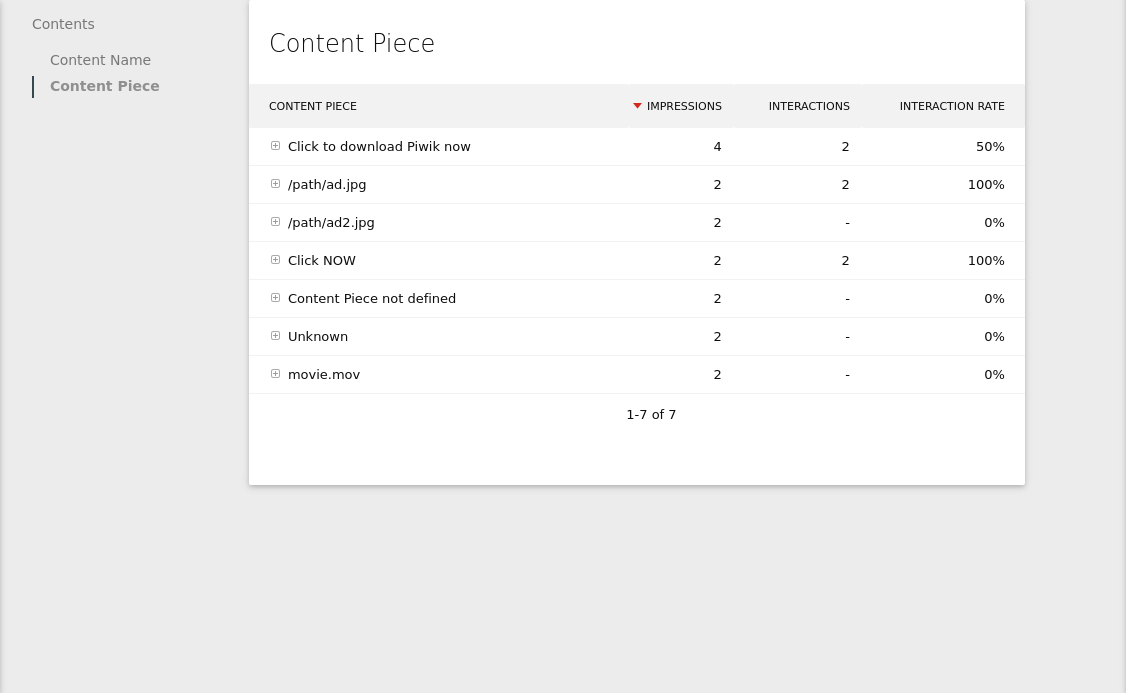 Contents
Content Name
Content Piece
Content Piece
CONTENT PIECE IMPRESSIONS INTERACTIONS INTERACTION RATE
Click to download Piwik now 4 2 50%
/path/ad.jpg 2 2 100%
/path/ad2.jpg 2 - 0%
Click NOW 2 2 100%
Content Piece not defined 2 - 0%
Unknown 2 - 0%
movie.mov 2 - 0%
1-7 of 7